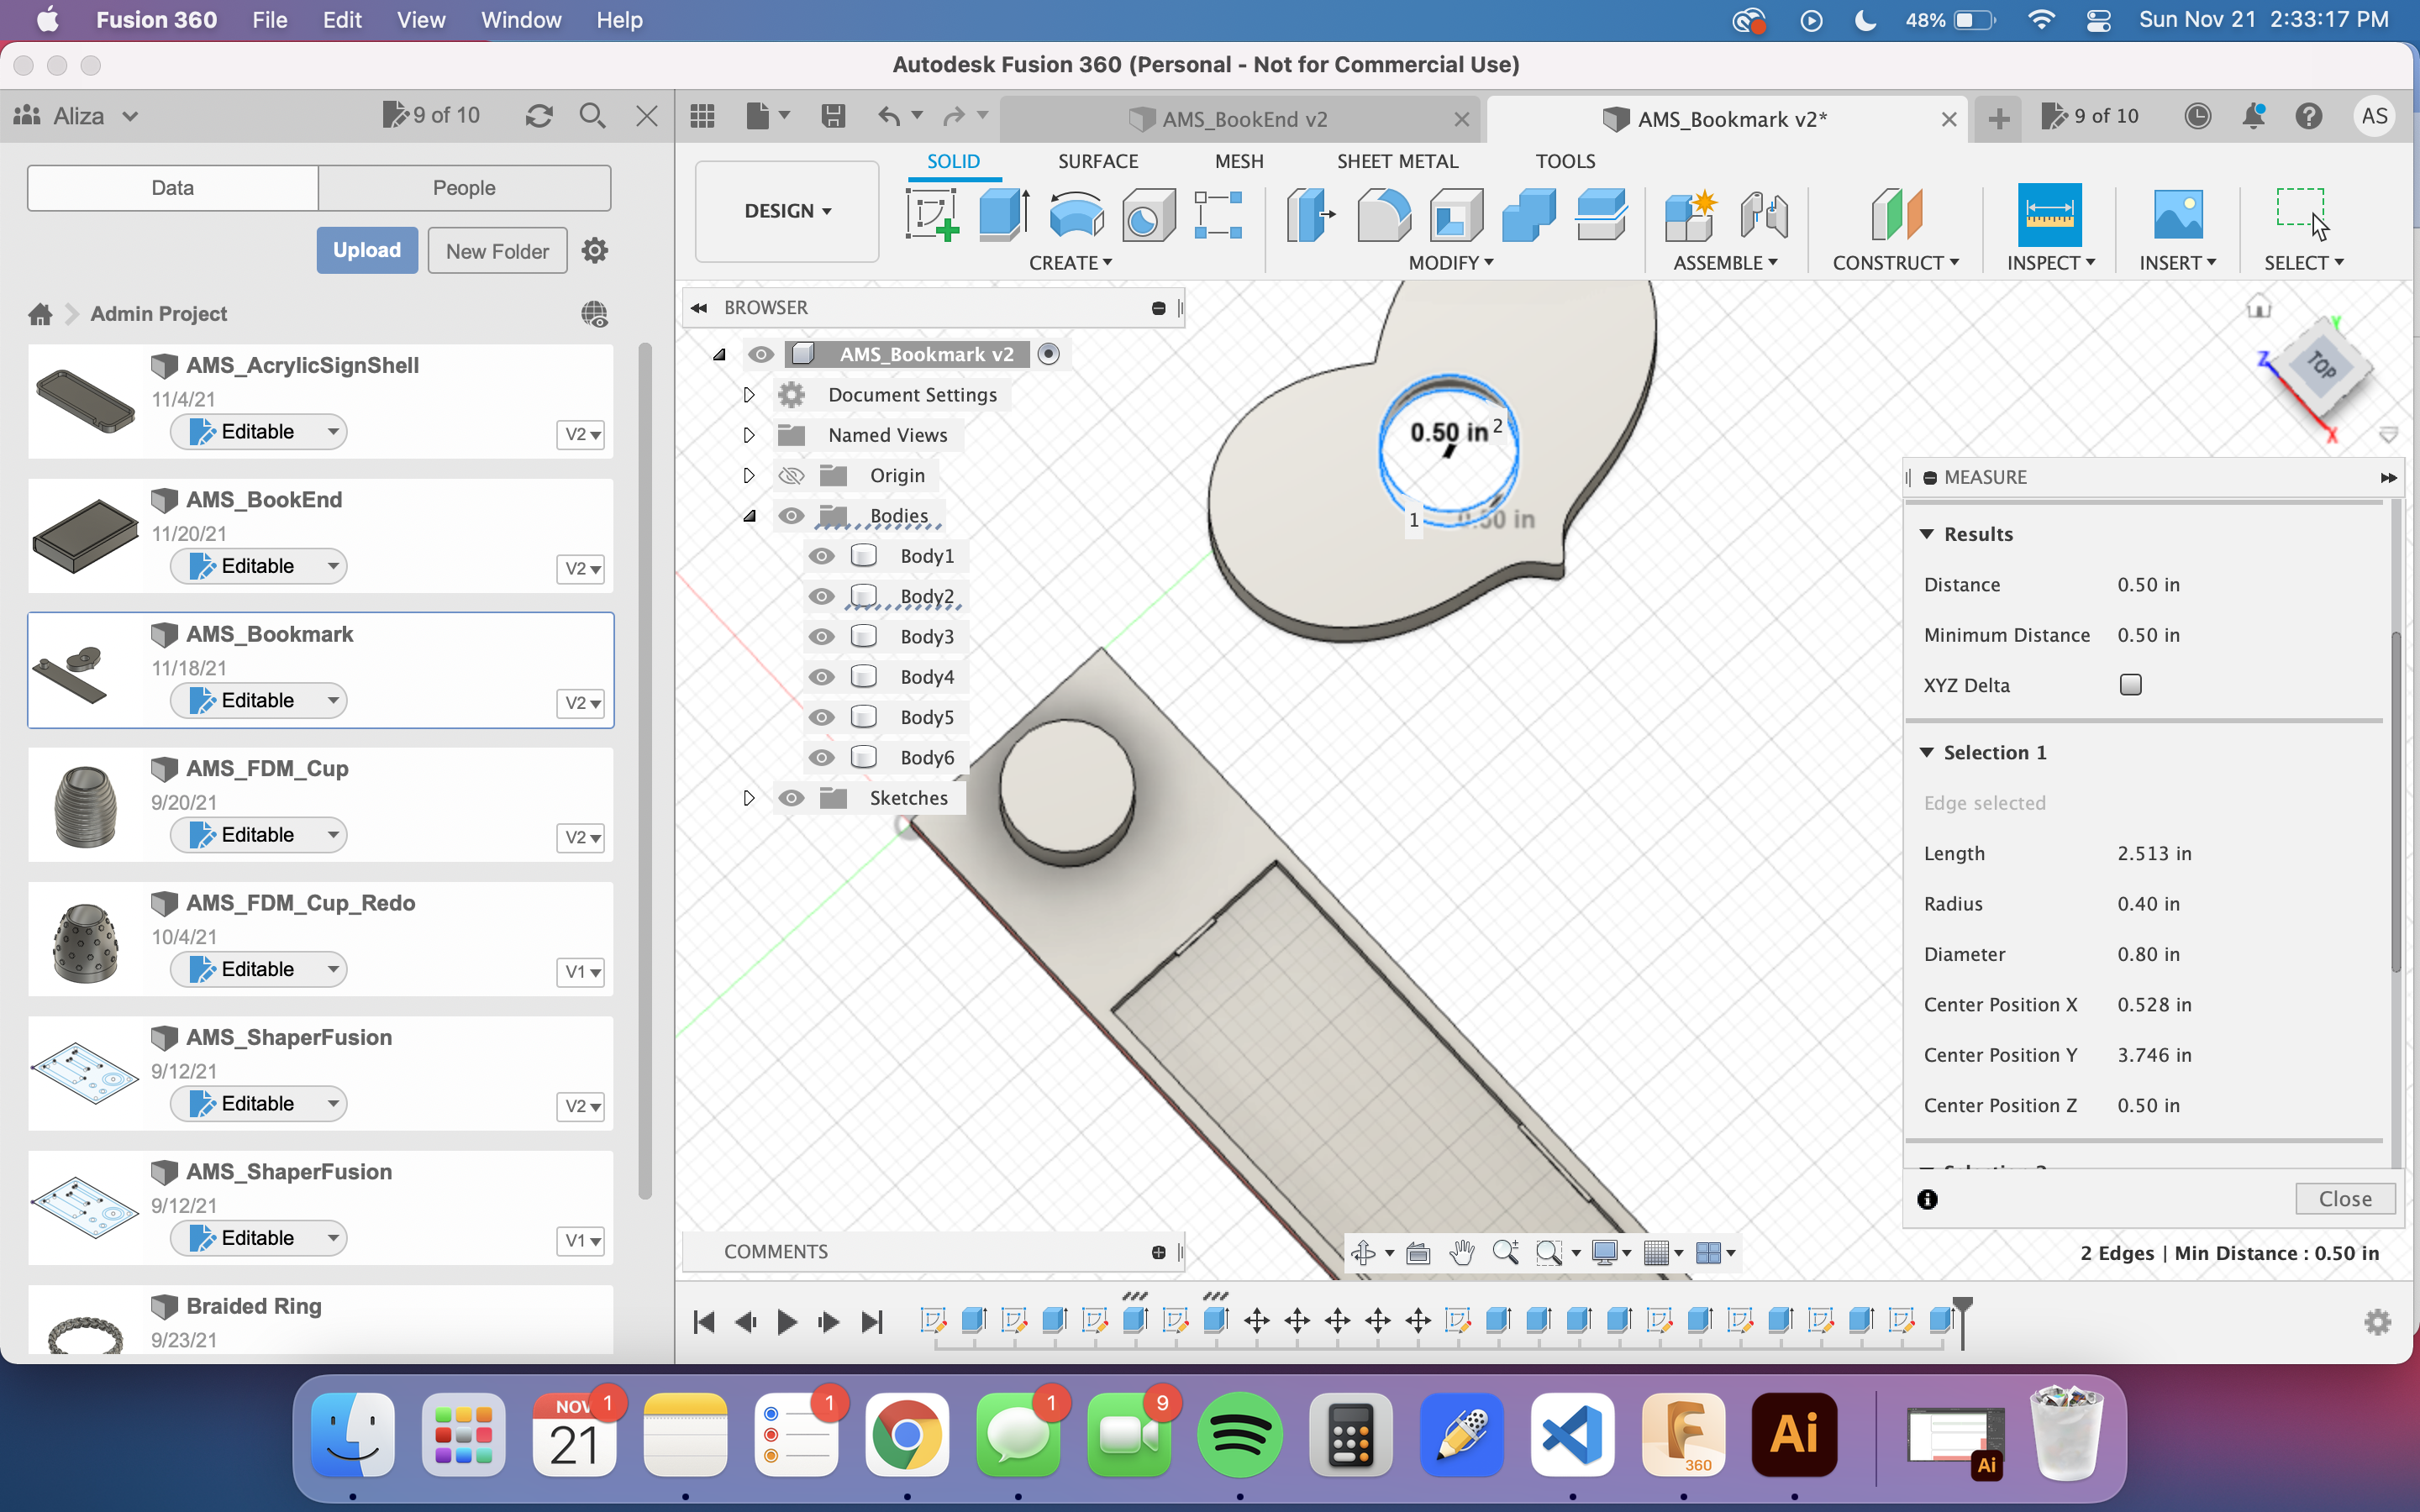 Fusion 360 File Edit View Window Help 48% Sun Nov 21 2:33:17 PM
Autodesk Fusion 360 (Personal - Not for Commercial Use)
Aliza 9 of 10
AMS_BookEnd v2 AMS_Bookmark v2* 9 of 10 AS
Data People
Upload New Folder
Admin Project
AMS_AcrylicSignShell
11/4/21
Editable V2
AMS_BookEnd
11/20/21
Editable V2
AMS_Bookmark
11/18/21
Editable V2
AMS_FDM_Cup
9/20/21
Editable V2
AMS_FDM_Cup_Redo
10/4/21
Editable V1
AMS_ShaperFusion
9/12/21
Editable V2
AMS_ShaperFusion
9/12/21
Editable V1
Braided Ring
9/23/21
SOLID SURFACE MESH SHEET METAL TOOLS
DESIGN
CREATE MODIFY ASSEMBLE CONSTRUCT INSPECT INSERT SELECT
BROWSER
AMS_Bookmark v2
Document Settings
Named Views
Origin
Bodies
Body1
Body2
Body3
Body4
Body5
Body6
Sketches
0.50 in 2
1 0.50 in
Y
Z
TOP
X
MEASURE
Results
Distance 0.50 in
Minimum Distance 0.50 in
XYZ Delta
Selection 1
Edge selected
Length 2.513 in
Radius 0.40 in
Diameter 0.80 in
Center Position X 0.528 in
Center Position Y 3.746 in
Center Position Z 0.50 in
Selection 2
Close
COMMENTS
2 Edges | Min Distance : 0.50 in
NOV 1
21
1
1
9
360
Ai
Ai